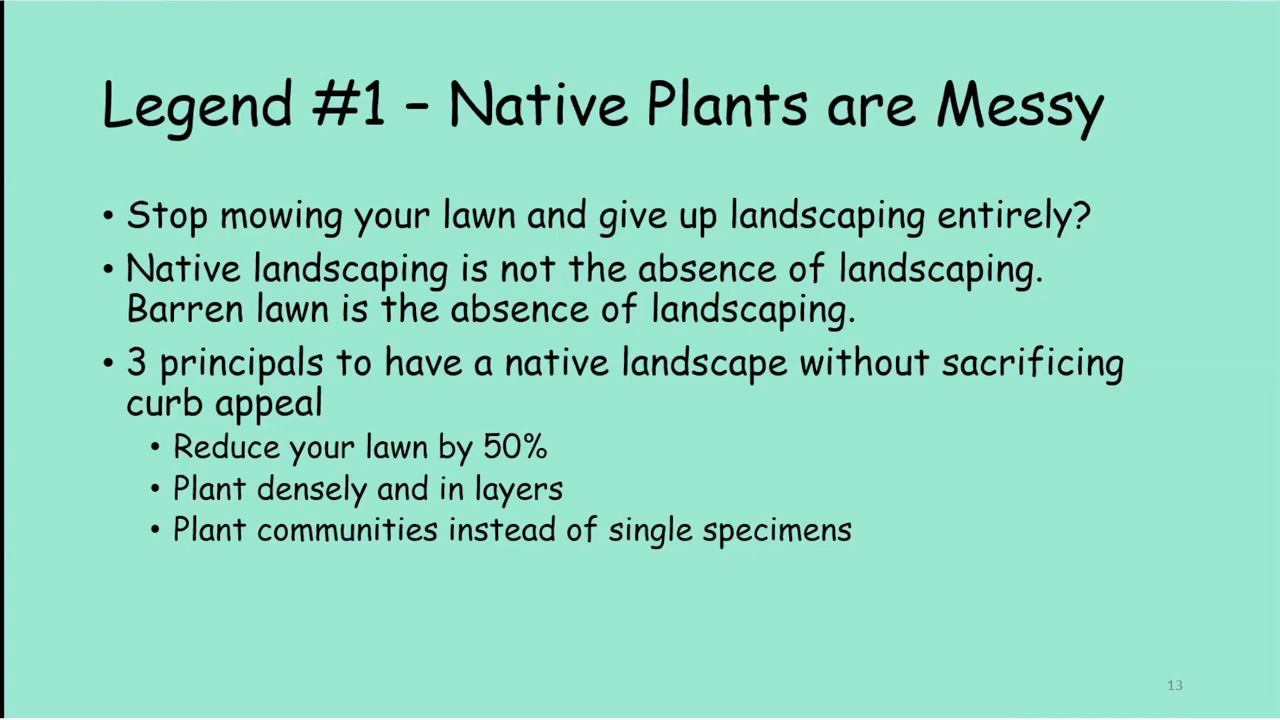 Legend #1 – Native Plants are Messy
• Stop mowing your lawn and give up landscaping entirely?
• Native landscaping is not the absence of landscaping.
Barren lawn is the absence of landscaping.
• 3 principals to have a native landscape without sacrificing
curb appeal
• Reduce your lawn by 50%
• Plant densely and in layers
• Plant communities instead of single specimens
13